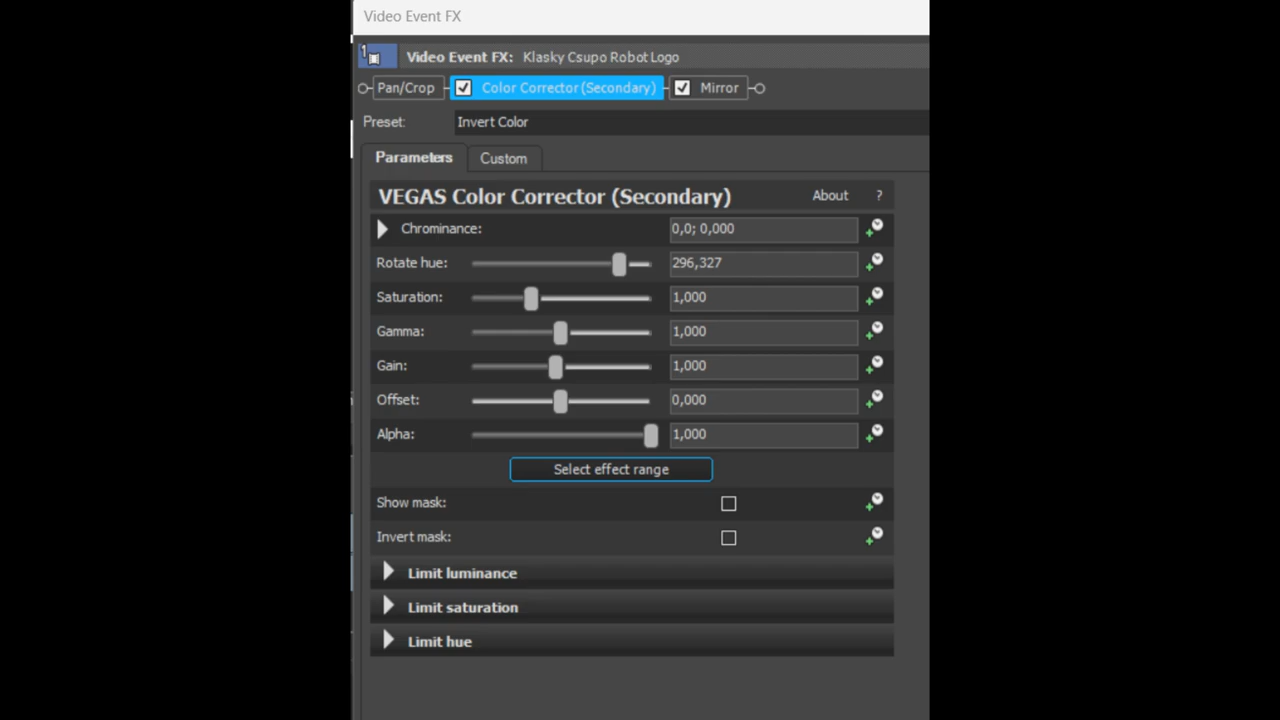 Video Event FX
1
Video Event FX: Klasky Csupo Robot Logo
Pan/Crop Color Corrector (Secondary) Mirror
Preset: Invert Color
Parameters Custom
VEGAS Color Corrector (Secondary) About ?
Chrominance: 0,0; 0,000
Rotate hue: 296,327
Saturation: 1,000
Gamma: 1,000
Gain: 1,000
Offset: 0,000
Alpha: 1,000
Select effect range
Show mask:
Invert mask:
Limit luminance
Limit saturation
Limit hue